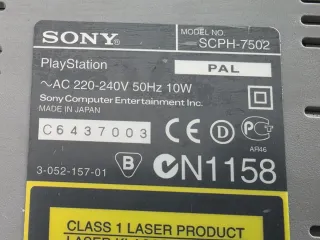 SONY
MODEL NO.
SCPH-7502
PlayStation
PAL
~AC 220-240V 50Hz 10W
Sony Computer Entertainment Inc.
MADE IN JAPAN
C6437003
AR46
3-052-157-01
B
N1158
CLASS 1 LASER PRODUCT